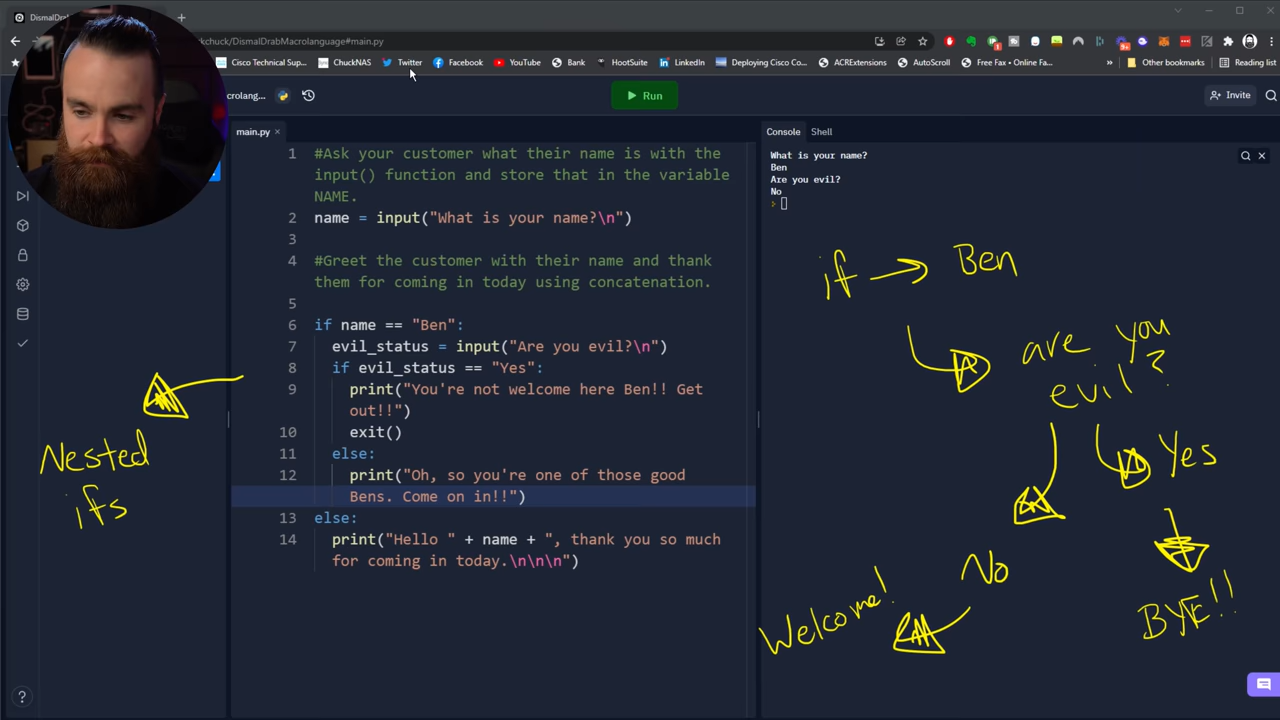 DismalDrab
ckchuck/DismalDrabMacrolanguage#main.py
Cisco Technical Sup...
ChuckNAS
Twitter
Facebook
YouTube
Bank
HootSuite
LinkedIn
Deploying Cisco Co...
ACRExtensions
AutoScroll
Free Fax • Online Fa...
»
Other bookmarks
Reading list
crolang...
Run
Invite
main.py
1 #Ask your customer what their name is with the
input() function and store that in the variable
NAME.
2 name = input("What is your name?\n")
3
4 #Greet the customer with their name and thank
them for coming in today using concatenation.
5
6 if name == "Ben":
7 evil_status = input("Are you evil?\n")
8 if evil_status == "Yes":
9 print("You're not welcome here Ben!! Get
out!!")
10 exit()
11 else:
12 print("Oh, so you're one of those good
Bens. Come on in!!")
13 else:
14 print("Hello " + name + ", thank you so much
for coming in today.\n\n\n")
Console
Shell
What is your name?
Ben
Are you evil?
No
if Ben
are you
evil?
Yes
No
BYE!!
Welcome!
Nested
ifs